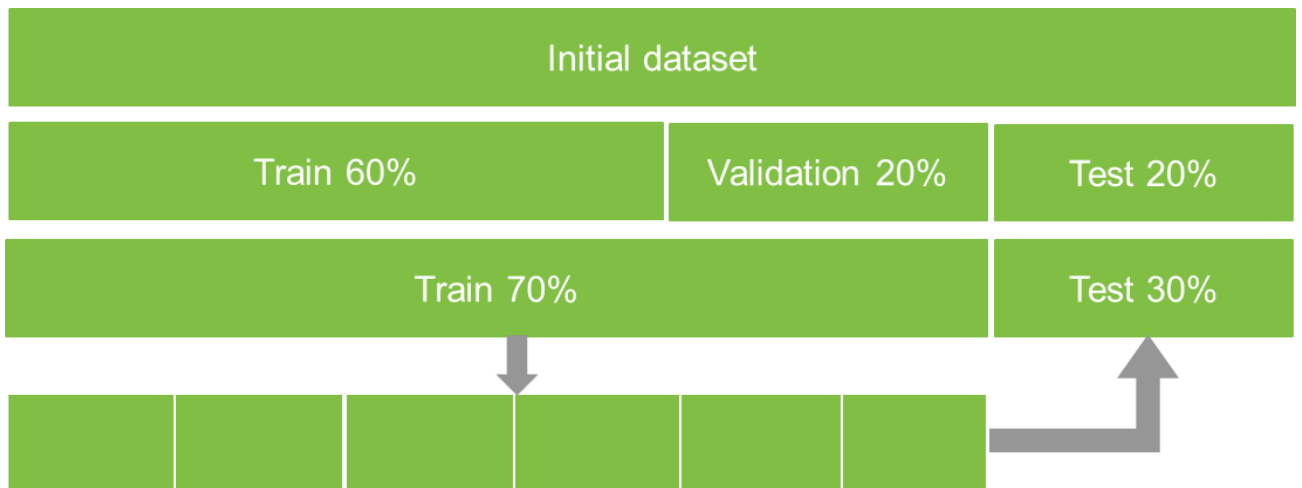 Initial dataset
Train 60%
Validation 20%
Test 20%
Train 70%
Test 30%